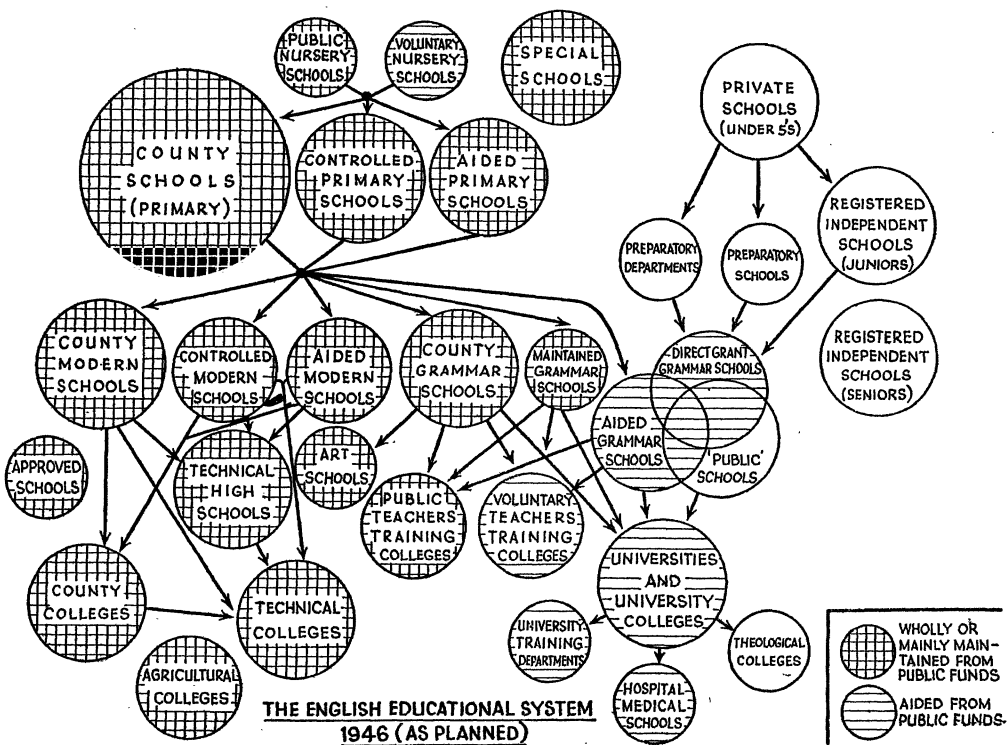 PUBLIC
NURSERY
SCHOOLS
VOLUNTARY
NURSERY
SCHOOLS
SPECIAL
SCHOOLS
PRIVATE
SCHOOLS
(UNDER 5'S)
COUNTY
SCHOOLS
(PRIMARY)
CONTROLLED
PRIMARY
SCHOOLS
AIDED
PRIMARY
SCHOOLS
PREPARATORY
DEPARTMENTS
PREPARATORY
SCHOOLS
REGISTERED
INDEPENDENT
SCHOOLS
(JUNIORS)
COUNTY
MODERN
SCHOOLS
CONTROLLED
MODERN
SCHOOLS
AIDED
MODERN
SCHOOLS
COUNTY
GRAMMAR
SCHOOLS
MAINTAINED
GRAMMAR
SCHOOLS
DIRECT GRANT
GRAMMAR SCHOOLS
REGISTERED
INDEPENDENT
SCHOOLS
(SENIORS)
AIDED
GRAMMAR
SCHOOLS
'PUBLIC'
SCHOOLS
APPROVED
SCHOOLS
TECHNICAL
HIGH
SCHOOLS
ART
SCHOOLS
PUBLIC
TEACHERS
TRAINING
COLLEGES
VOLUNTARY
TEACHERS
TRAINING
COLLEGES
UNIVERSITIES
AND
UNIVERSITY
COLLEGES
COUNTY
COLLEGES
TECHNICAL
COLLEGES
AGRICULTURAL
COLLEGES
UNIVERSITY
TRAINING
DEPARTMENTS
HOSPITAL
MEDICAL
SCHOOLS
THEOLOGICAL
COLLEGES
WHOLLY OR
MAINLY MAIN-
TAINED FROM
PUBLIC FUNDS
AIDED FROM
PUBLIC FUNDS.
THE ENGLISH EDUCATIONAL SYSTEM
1946 (AS PLANNED)